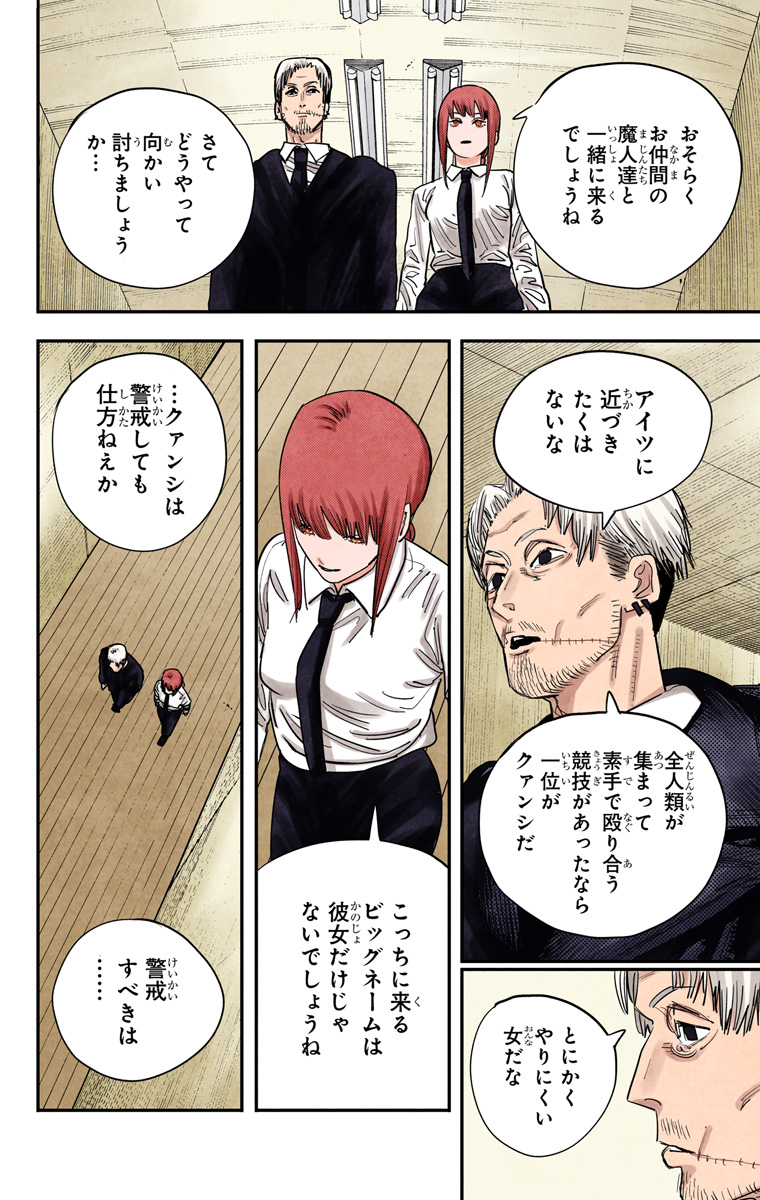 おそらく
お仲間の
魔人達と
一緒に来る
でしょうね
さて
どうやって
向かい
討ちましょう
か…
アイツに
近づき
たくは
ないな
全人類が
集まって
素手で殴り合う
競技があったなら
一位が
クァンシだ
とにかく
やりにくい
女だな
こっちに来る
ビッグネームは
彼女だけじゃ
ないでしょうね
…クァンシは
警戒しても
仕方ねえか
警戒
すべきは
……